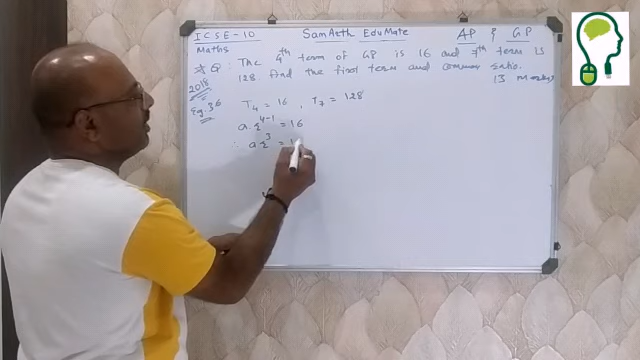 ICSE-10 SamArth EduMate AP & GP
Maths
Q: The 4th term of GP is 16 and 7th term is
2018 128. Find the first term and common ratio.
[3 marks]
Eg. 36 T4 = 16 , T7 = 128
a.r^4-1 = 16
∴ ar^3 = 1